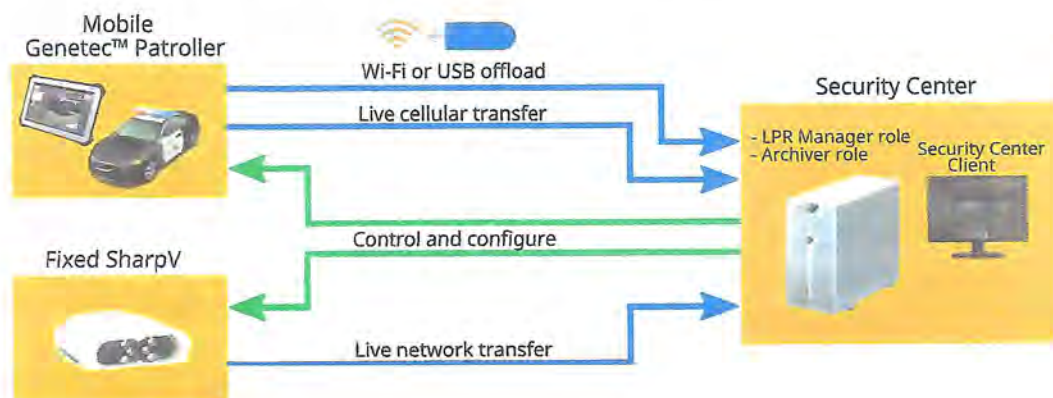 Mobile
Genetec™ Patroller
Wi-Fi or USB offload
Live cellular transfer
Security Center
- LPR Manager role
- Archiver role
Security Center
Client
Control and configure
Fixed SharpV
Live network transfer